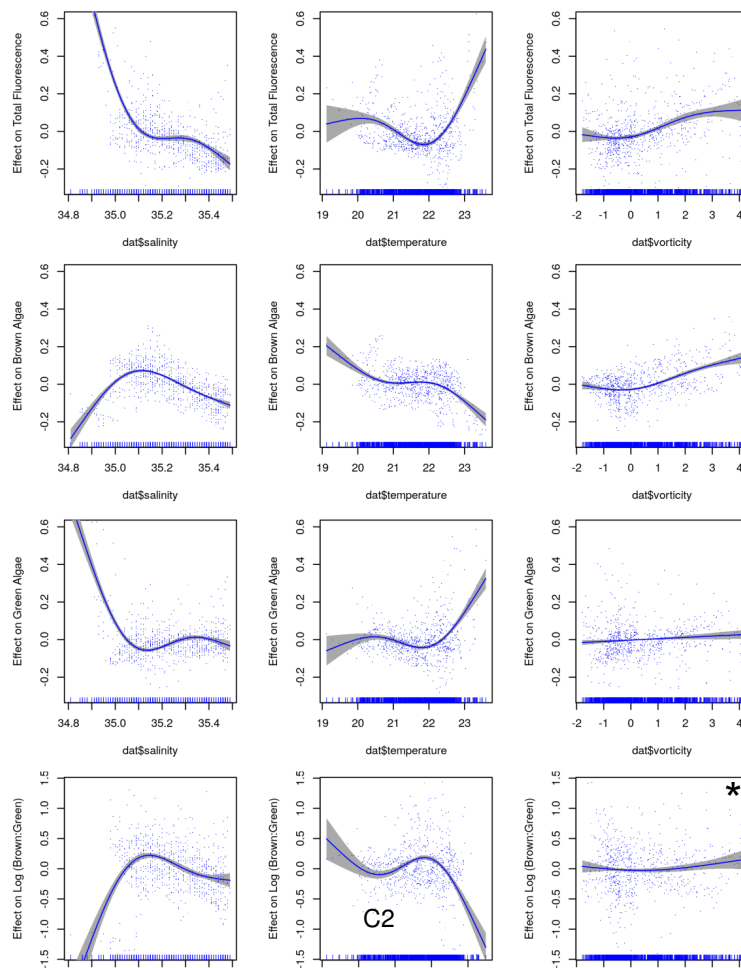 Effect on Total Fluorescence
-0.2 0.0 0.2 0.4 0.6
34.8 35.0 35.2 35.4
dat$salinity
Effect on Total Fluorescence
-0.2 0.0 0.2 0.4 0.6
19 20 21 22 23
dat$temperature
Effect on Total Fluorescence
-0.2 0.0 0.2 0.4 0.6
-2 -1 0 1 2 3 4
dat$vorticity
Effect on Brown Algae
-0.2 0.0 0.2 0.4 0.6
34.8 35.0 35.2 35.4
dat$salinity
Effect on Brown Algae
-0.2 0.0 0.2 0.4 0.6
19 20 21 22 23
dat$temperature
Effect on Brown Algae
-0.2 0.0 0.2 0.4 0.6
-2 -1 0 1 2 3 4
dat$vorticity
Effect on Green Algae
-0.2 0.0 0.2 0.4 0.6
34.8 35.0 35.2 35.4
dat$salinity
Effect on Green Algae
-0.2 0.0 0.2 0.4 0.6
19 20 21 22 23
dat$temperature
Effect on Green Algae
-0.2 0.0 0.2 0.4 0.6
-2 -1 0 1 2 3 4
dat$vorticity
Effect on Log (Brown:Green)
-1.5 -1.0 -0.5 0.0 0.5 1.0 1.5
Effect on Log (Brown:Green)
-1.5 -1.0 -0.5 0.0 0.5 1.0 1.5
C2
Effect on Log (Brown:Green)
-1.5 -1.0 -0.5 0.0 0.5 1.0 1.5
*